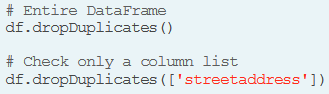 # Entire DataFrame
df.dropDuplicates()
# Check only a column list
df.dropDuplicates(['streetaddress'])